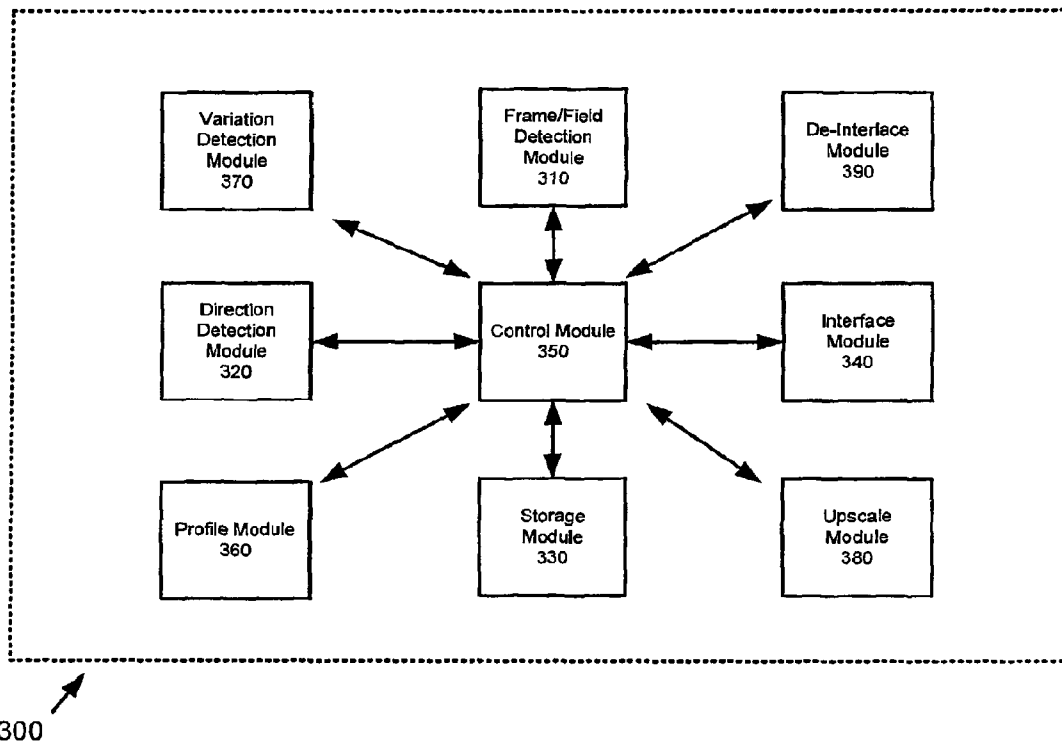 Variation
Detection
Module
370
Frame/Field
Detection
Module
310
De-Interface
Module
390
Direction
Detection
Module
320
Control Module
350
Interface
Module
340
Profile Module
360
Storage
Module
330
Upscale
Module
380
300